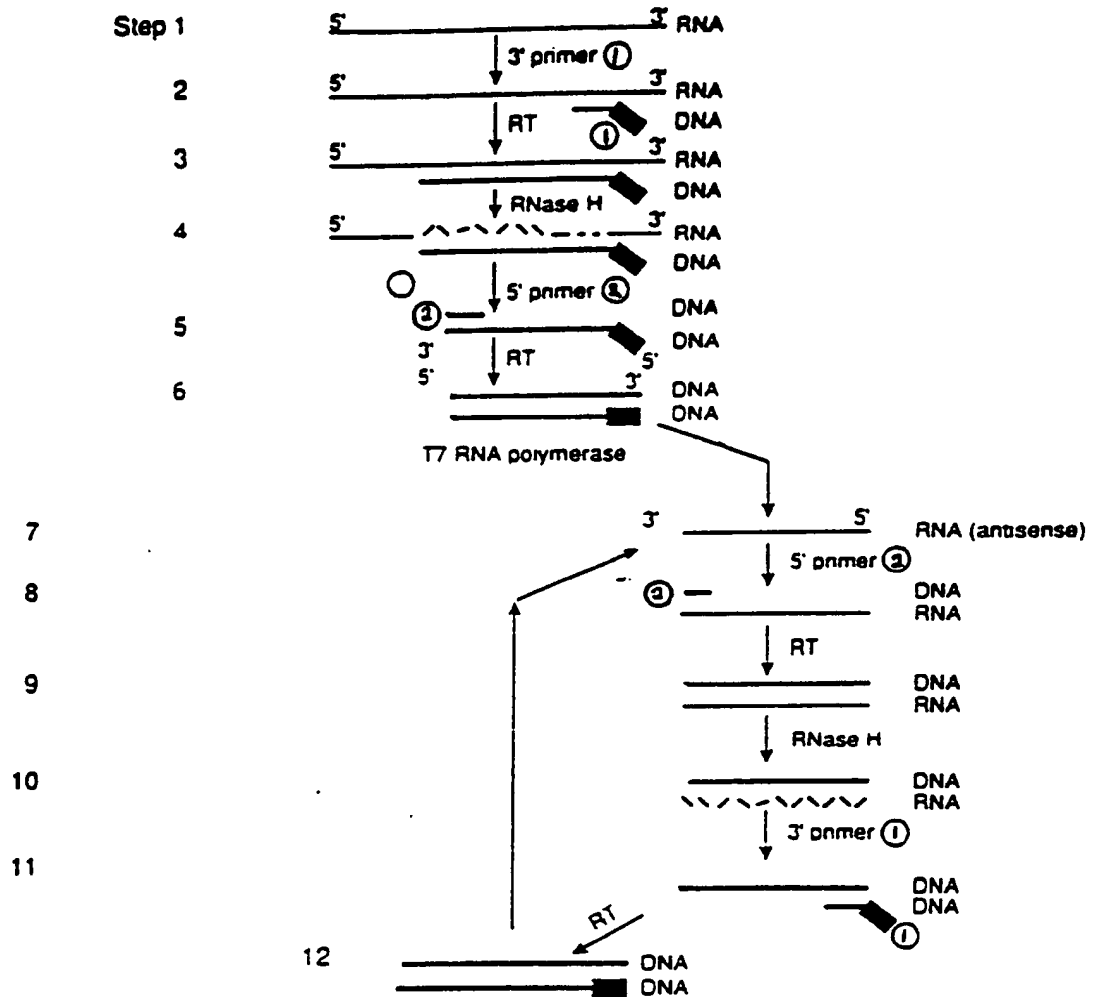 Step 1 5' 3' RNA
3' primer ①
2 5' 3' RNA
RT ① DNA
3 5' 3' RNA
DNA
RNase H
4 5' 3' RNA
DNA
5' primer ②
② DNA
5 DNA
3' RT 5'
5' 3'
6 DNA
DNA
T7 RNA polymerase
7 3' 5' RNA (antisense)
5' primer ②
8 ② DNA
RNA
RT
9 DNA
RNA
RNase H
10 DNA
RNA
3' primer ①
11 DNA
DNA
①
RT
12 DNA
DNA